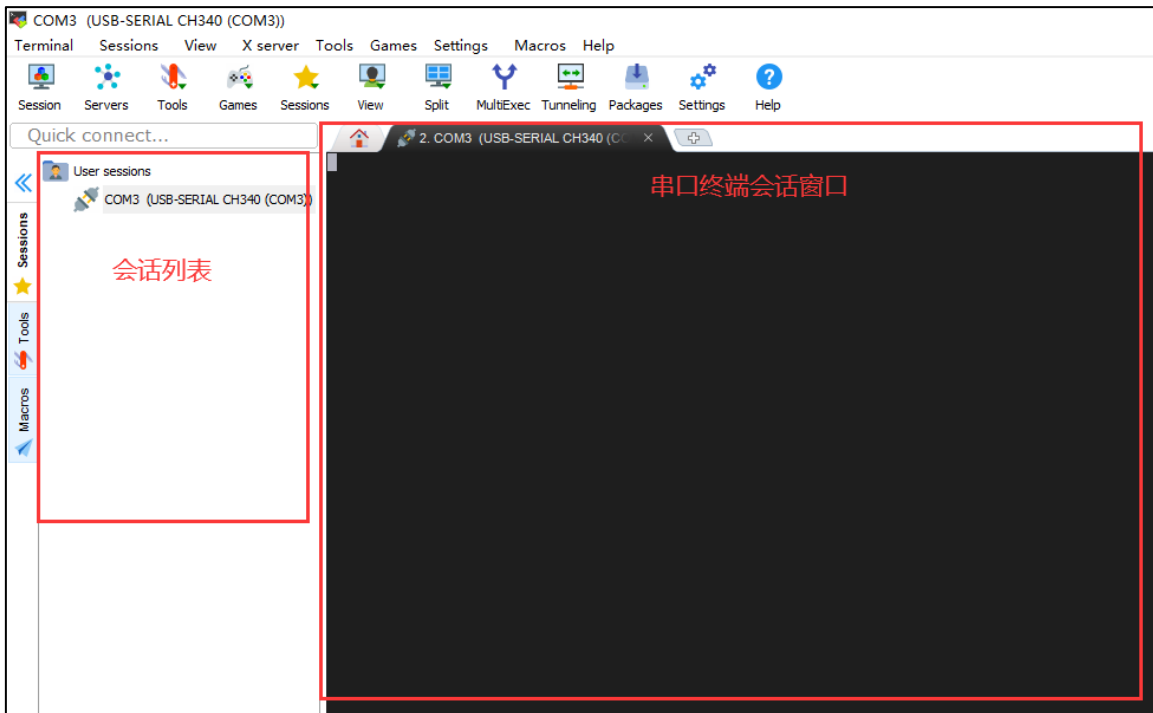 COM3 (USB-SERIAL CH340 (COM3))
Terminal Sessions View X server Tools Games Settings Macros Help
Session Servers Tools Games Sessions View Split MultiExec Tunneling Packages Settings Help
Quick connect...
2. COM3 (USB-SERIAL CH340 (CO
User sessions
COM3 (USB-SERIAL CH340 (COM3))
串口终端会话窗口
会话列表
Sessions
Tools
Macros